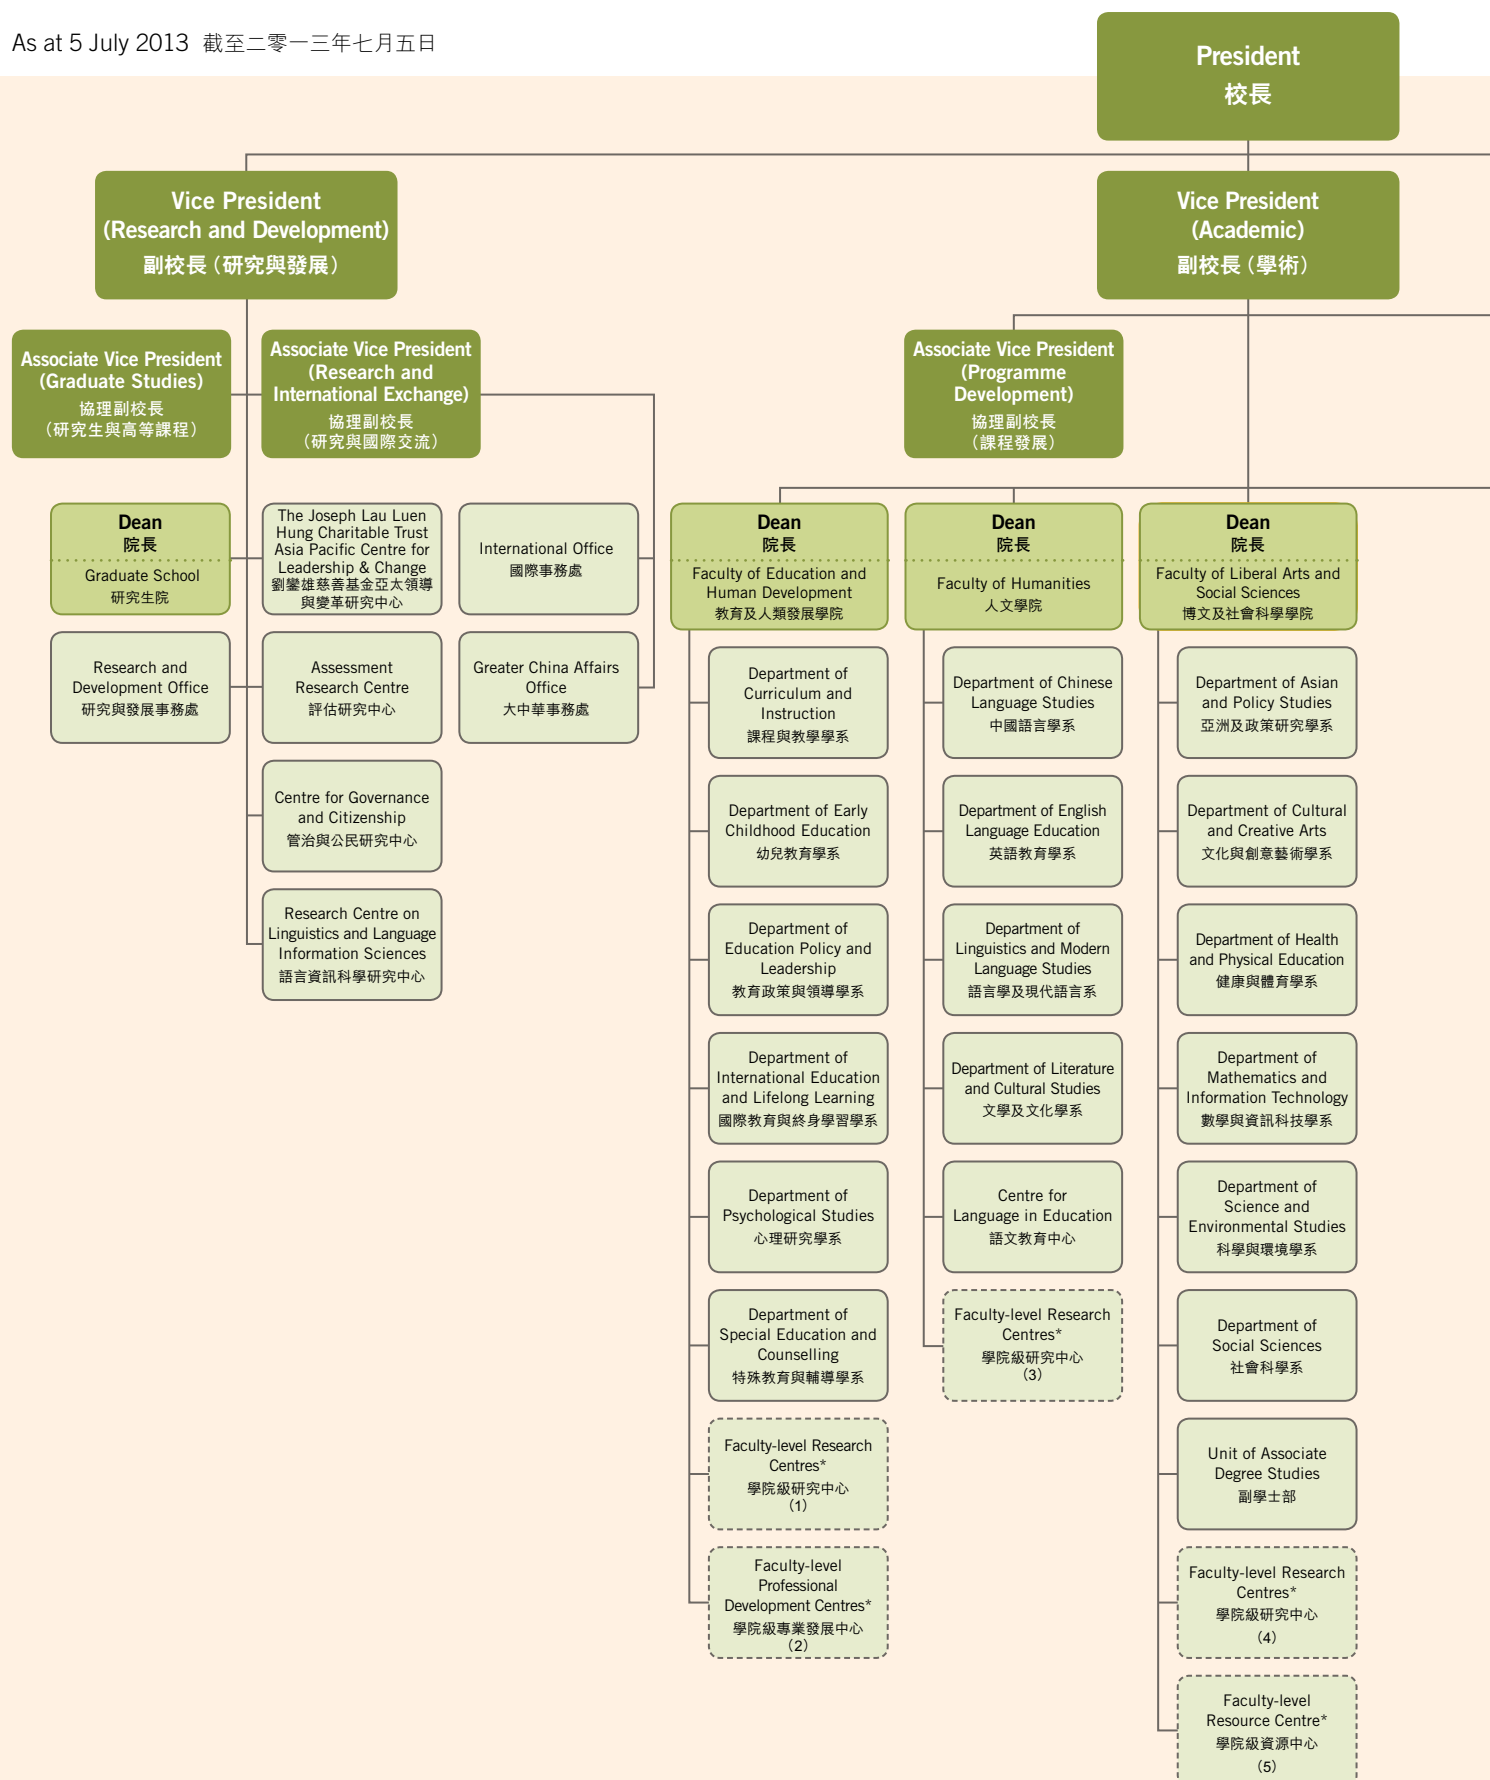 As at 5 July 2013 截至二零一三年七月五日
President
校長
Vice President
(Research and Development)
副校長（研究與發展）
Vice President
(Academic)
副校長（學術）
Associate Vice President
(Graduate Studies)
協理副校長
（研究生與高等課程）
Associate Vice President
(Research and
International Exchange)
協理副校長
（研究與國際交流）
Associate Vice President
(Programme
Development)
協理副校長
（課程發展）
Dean
院長
Graduate School
研究生院
The Joseph Lau Luen
Hung Charitable Trust
Asia Pacific Centre for
Leadership & Change
劉鑾雄慈善基金亞太領導
與變革研究中心
International Office
國際事務處
Research and
Development Office
研究與發展事務處
Assessment
Research Centre
評估研究中心
Greater China Affairs
Office
大中華事務處
Centre for Governance
and Citizenship
管治與公民研究中心
Research Centre on
Linguistics and Language
Information Sciences
語言資訊科學研究中心
Dean
院長
Faculty of Education and
Human Development
教育及人類發展學院
Department of
Curriculum and
Instruction
課程與教學學系
Department of Early
Childhood Education
幼兒教育學系
Department of
Education Policy and
Leadership
教育政策與領導學系
Department of
International Education
and Lifelong Learning
國際教育與終身學習學系
Department of
Psychological Studies
心理研究學系
Department of
Special Education and
Counselling
特殊教育與輔導學系
Faculty-level Research
Centres*
學院級研究中心
(1)
Faculty-level
Professional
Development Centres*
學院級專業發展中心
(2)
Dean
院長
Faculty of Humanities
人文學院
Department of Chinese
Language Studies
中國語言學系
Department of English
Language Education
英語教育學系
Department of
Linguistics and Modern
Language Studies
語言學及現代語言系
Department of Literature
and Cultural Studies
文學及文化學系
Centre for
Language in Education
語文教育中心
Faculty-level Research
Centres*
學院級研究中心
(3)
Dean
院長
Faculty of Liberal Arts and
Social Sciences
博文及社會科學學院
Department of Asian
and Policy Studies
亞洲及政策研究學系
Department of Cultural
and Creative Arts
文化與創意藝術學系
Department of Health
and Physical Education
健康與體育學系
Department of
Mathematics and
Information Technology
數學與資訊科技學系
Department of
Science and
Environmental Studies
科學與環境學系
Department of
Social Sciences
社會科學系
Unit of Associate
Degree Studies
副學士部
Faculty-level Research
Centres*
學院級研究中心
(4)
Faculty-level
Resource Centre*
學院級資源中心
(5)